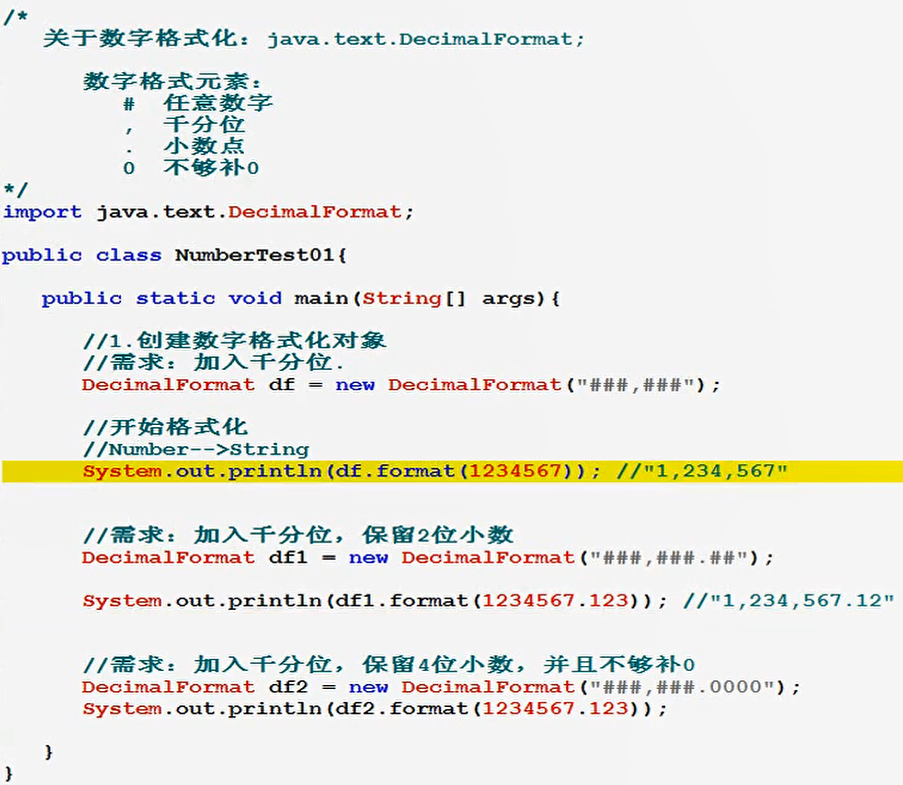 /*
关于数字格式化：java.text.DecimalFormat;
数字格式元素：
# 任意数字
, 千分位
. 小数点
0 不够补0
*/
import java.text.DecimalFormat;
public class NumberTest01{
public static void main(String[] args){
//1.创建数字格式化对象
//需求：加入千分位.
DecimalFormat df = new DecimalFormat("###,###");
//开始格式化
//Number-->String
System.out.println(df.format(1234567)); //"1,234,567"
//需求：加入千分位，保留2位小数
DecimalFormat df1 = new DecimalFormat("###,###.##");
System.out.println(df1.format(1234567.123)); //"1,234,567.12"
//需求：加入千分位，保留4位小数，并且不够补0
DecimalFormat df2 = new DecimalFormat("###,###.0000");
System.out.println(df2.format(1234567.123));
}
}